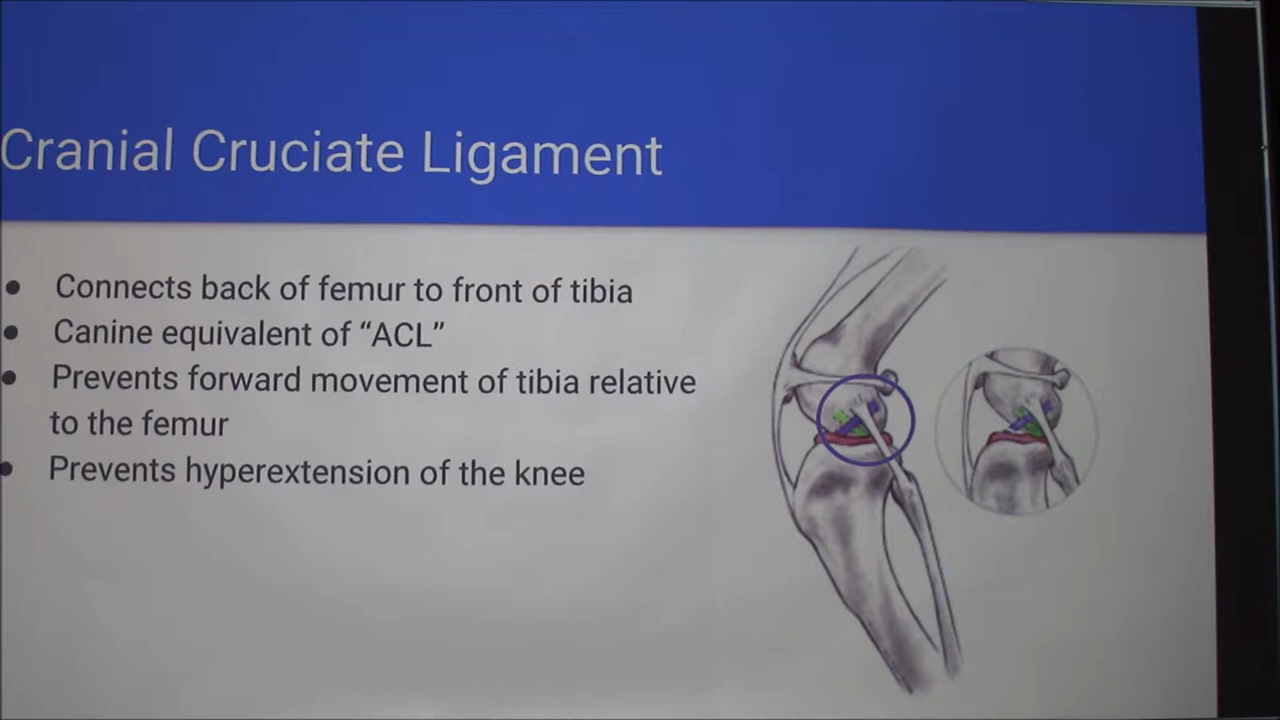 Cranial Cruciate Ligament
● Connects back of femur to front of tibia
● Canine equivalent of “ACL”
● Prevents forward movement of tibia relative
to the femur
● Prevents hyperextension of the knee